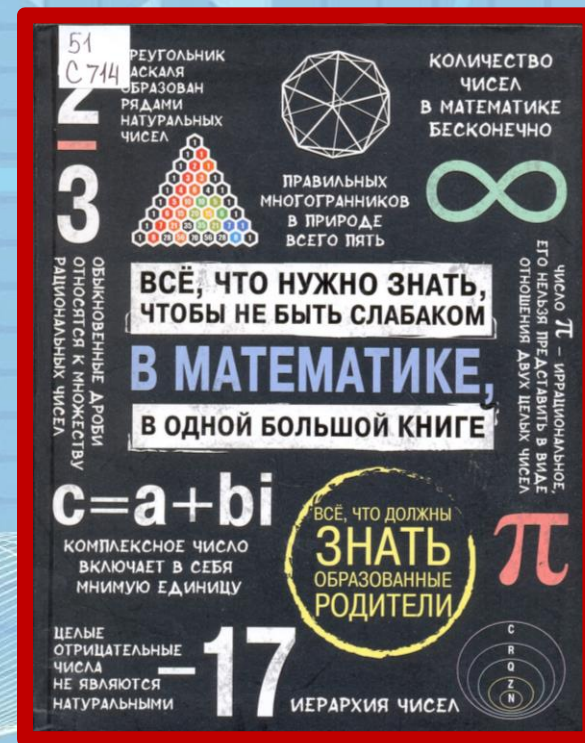 51
С 714
РЕУГОЛЬНИК
АСКАЛЯ
ОБРАЗОВАН
РЯДАМИ
НАТУРАЛЬНЫХ
ЧИСЕЛ
2
3
ПРАВИЛЬНЫХ
МНОГОГРАННИКОВ
В ПРИРОДЕ
ВСЕГО ПЯТЬ
КОЛИЧЕСТВО
ЧИСЕЛ
В МАТЕМАТИКЕ
БЕСКОНЕЧНО
∞
ОБЫКНОВЕННЫЕ ДРОБИ
ОТНОСЯТСЯ К МНОЖЕСТВУ
РАЦИОНАЛЬНЫХ ЧИСЕЛ
ВСЁ, ЧТО НУЖНО ЗНАТЬ,
ЧТОБЫ НЕ БЫТЬ СЛАБАКОМ
В МАТЕМАТИКЕ,
В ОДНОЙ БОЛЬШОЙ КНИГЕ
ЧИСЛО π – ИРРАЦИОНАЛЬНОЕ,
ЕГО НЕЛЬЗЯ ПРЕДСТАВИТЬ В ВИДЕ
ОТНОШЕНИЯ ДВУХ ЦЕЛЫХ ЧИСЕЛ
c=a+bi
КОМПЛЕКСНОЕ ЧИСЛО
ВКЛЮЧАЕТ В СЕБЯ
МНИМУЮ ЕДИНИЦУ
ВСЁ, ЧТО ДОЛЖНЫ
ЗНАТЬ
ОБРАЗОВАННЫЕ
РОДИТЕЛИ
π
ЦЕЛЫЕ
ОТРИЦАТЕЛЬНЫЕ
ЧИСЛА
НЕ ЯВЛЯЮТСЯ
НАТУРАЛЬНЫМИ
–17
ИЕРАРХИЯ ЧИСЕЛ
C
R
Q
Z
N